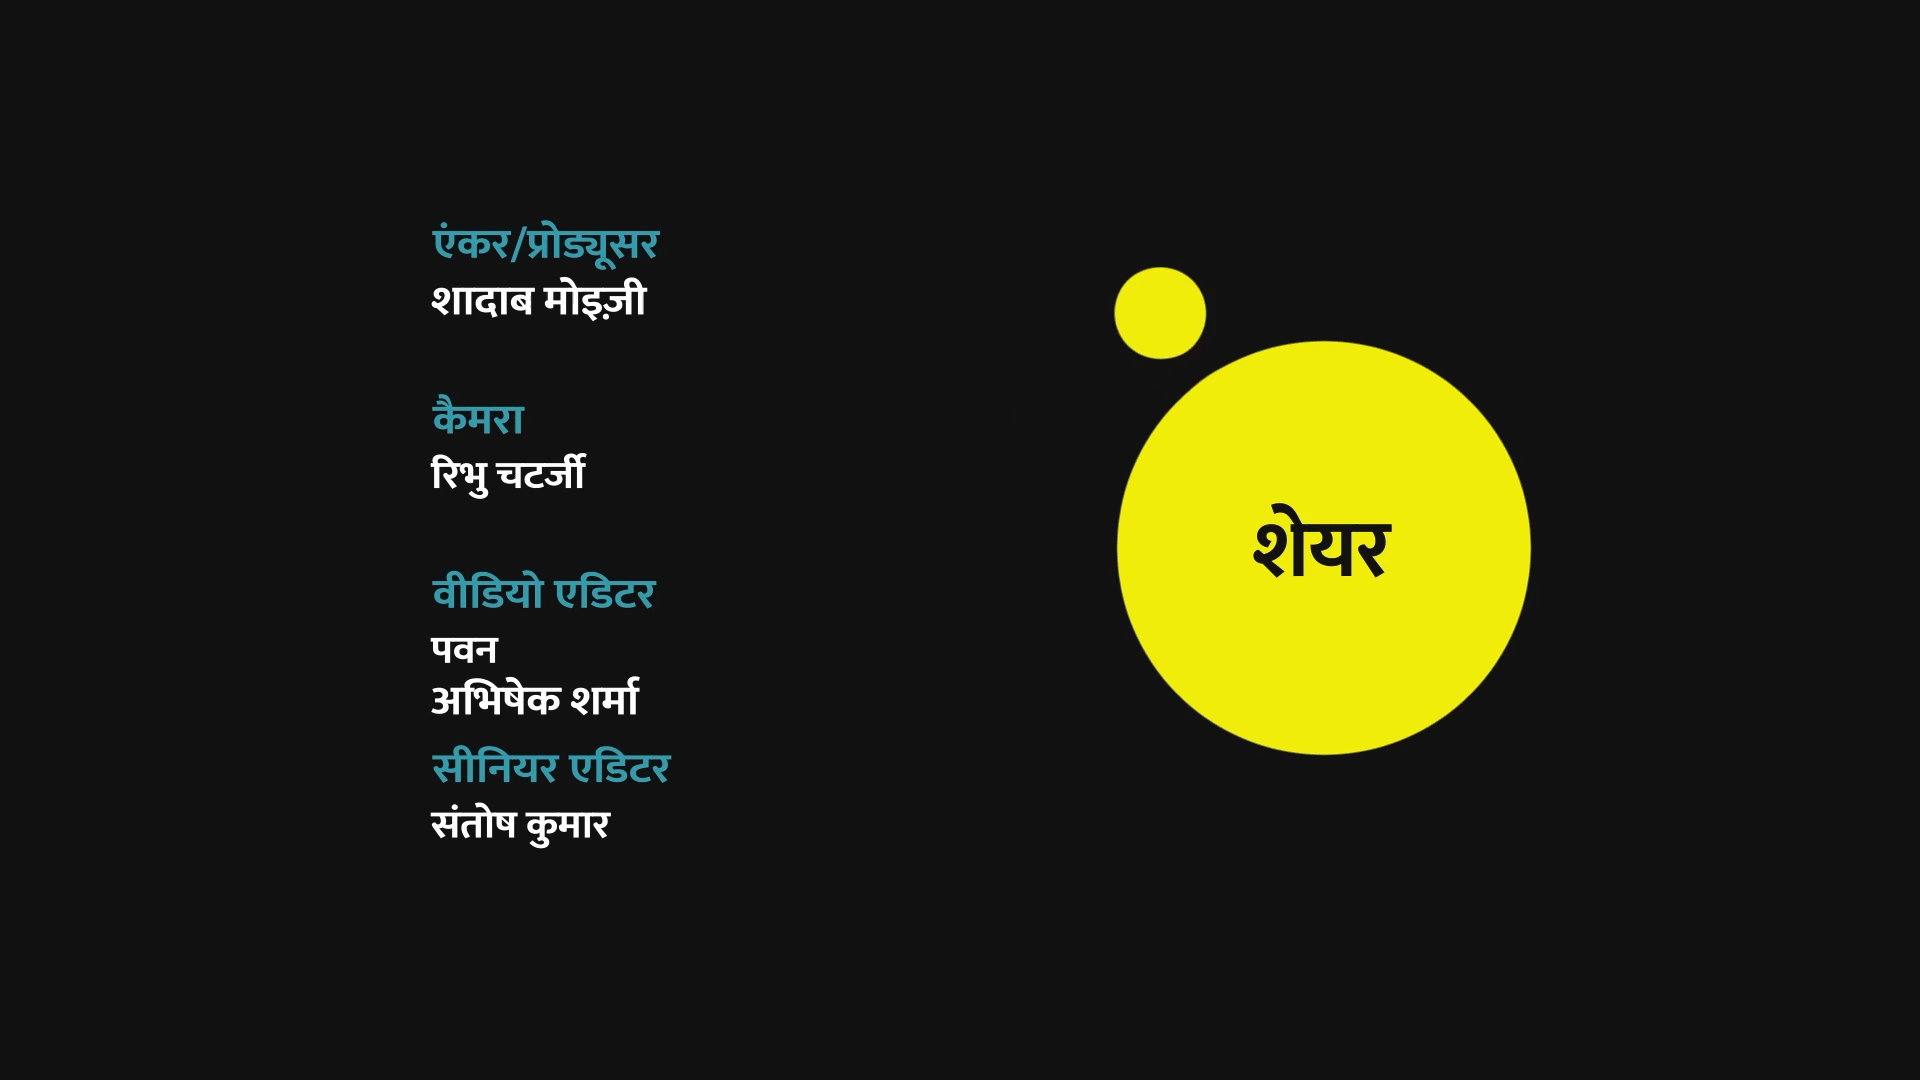 एंकर/प्रोड्यूसर
शादाब मोइज़ी
कैमरा
रिभु चटर्जी
वीडियो एडिटर
पवन
अभिषेक शर्मा
सीनियर एडिटर
संतोष कुमार
शेयर